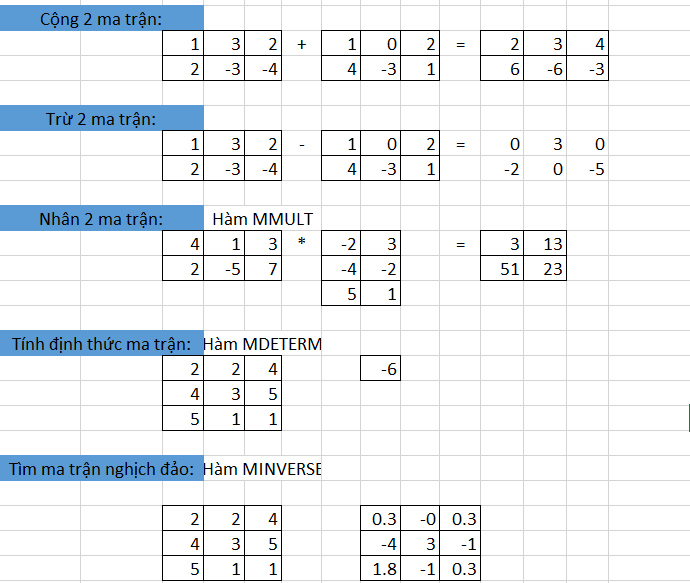 Cộng 2 ma trận:
1 3 2 + 1 0 2 = 2 3 4
2 -3 -4 4 -3 1 6 -6 -3
Trừ 2 ma trận:
1 3 2 - 1 0 2 = 0 3 0
2 -3 -4 4 -3 1 -2 0 -5
Nhân 2 ma trận: Hàm MMULT
4 1 3 * -2 3 = 3 13
2 -5 7 -4 -2 51 23
5 1
Tính định thức ma trận: Hàm MDETERM
2 2 4 -6
4 3 5
5 1 1
Tìm ma trận nghịch đảo: Hàm MINVERSE
2 2 4 0.3 -0 0.3
4 3 5 -4 3 -1
5 1 1 1.8 -1 0.3